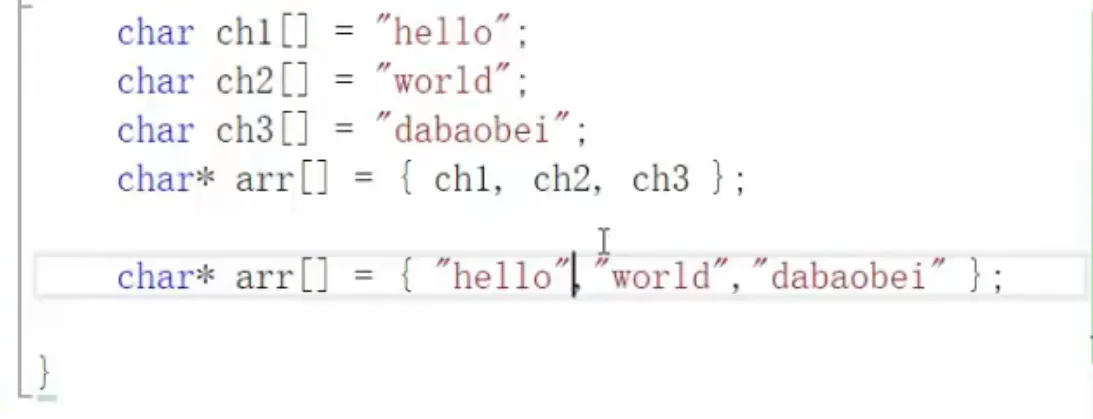 char ch1[] = "hello";
char ch2[] = "world";
char ch3[] = "dabaobei";
char* arr[] = { ch1, ch2, ch3 };
char* arr[] = { "hello","world","dabaobei" };
}